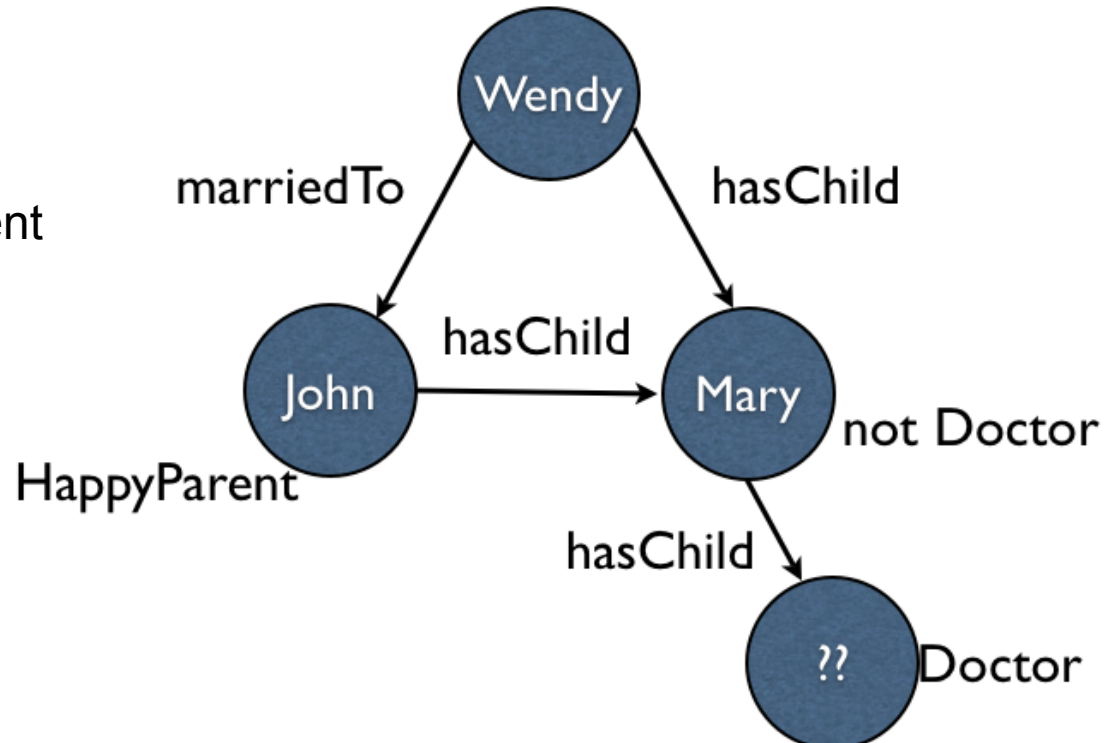 Wendy
marriedTo
hasChild
ent
hasChild
John
Mary
not Doctor
HappyParent
hasChild
??
Doctor